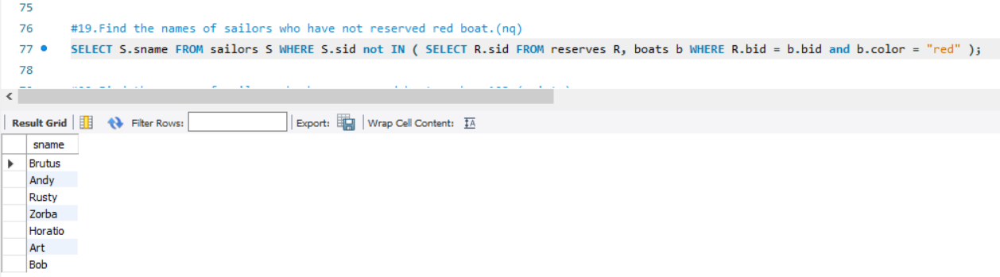 75
76 #19.Find the names of sailors who have not reserved red boat.(nq)
77 SELECT S.sname FROM sailors S WHERE S.sid not IN ( SELECT R.sid FROM reserves R, boats b WHERE R.bid = b.bid and b.color = "red" );
78
Result Grid Filter Rows: Export: Wrap Cell Content:
sname
Brutus
Andy
Rusty
Zorba
Horatio
Art
Bob